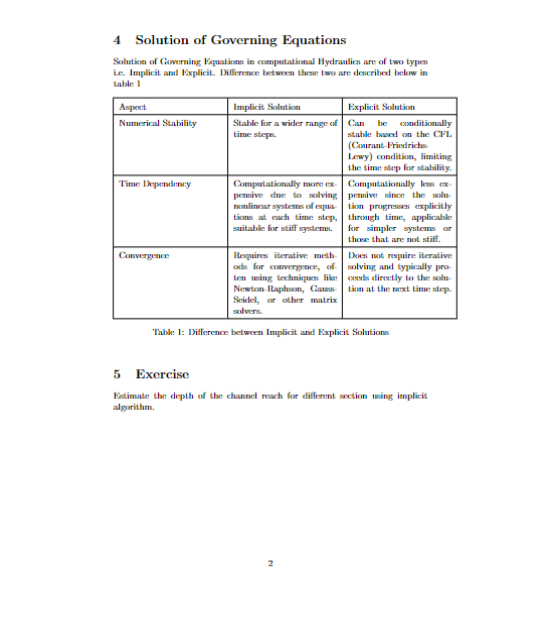 4 Solution of Governing Equations
Solution of Governing Equations in computational Hydraulics are of two types
i.e. Implicit and Explicit. Difference between these two are described below in
table 1
Aspect
Implicit Solution
Explicit Solution
Numerical Stability
Stable for a wider range of
time steps.
Can be conditionally
stable based on the CFL
(Courant-Friedrichs-
Lewy) condition, limiting
the time step for stability.
Time Dependency
Computationally more ex-
pensive due to solving
nonlinear systems of equa-
tions at each time step,
suitable for stiff systems.
Computationally less ex-
pensive since the solu-
tion progresses explicitly
through time, applicable
for simpler systems or
those that are not stiff.
Convergence
Requires iterative meth-
ods for convergence, of-
ten using techniques like
Newton-Raphson, Gauss-
Seidel, or other matrix
solvers.
Does not require iterative
solving and typically pro-
ceeds directly to the solu-
tion at the next time step.
Table 1: Difference between Implicit and Explicit Solutions
5 Exercise
Estimate the depth of the channel reach for different section using implicit
algorithm.
2